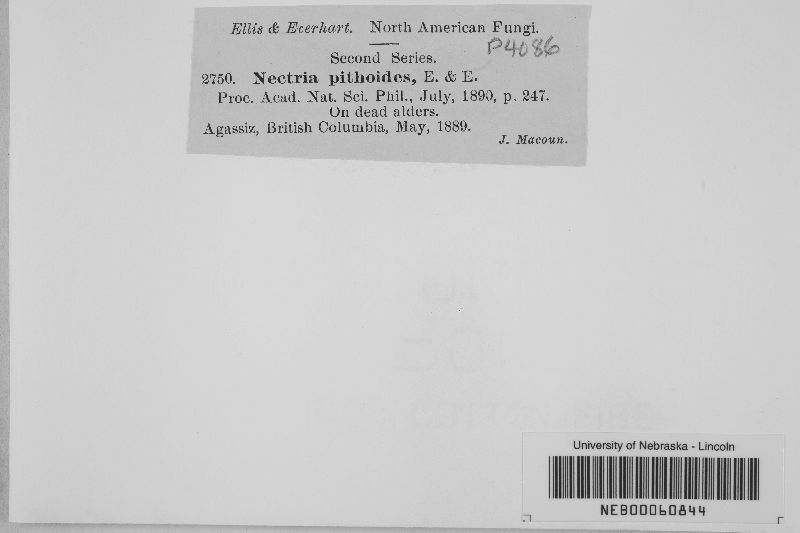 Ellis & Everhart. North American Fungi.
P4086
Second Series.
2750. Nectria pithoides, E. & E.
Proc. Acad. Nat. Sci. Phil., July, 1890, p. 247.
On dead alders.
Agassiz, British Columbia, May, 1889.
J. Macoun.
University of Nebraska - Lincoln
NEB00060844